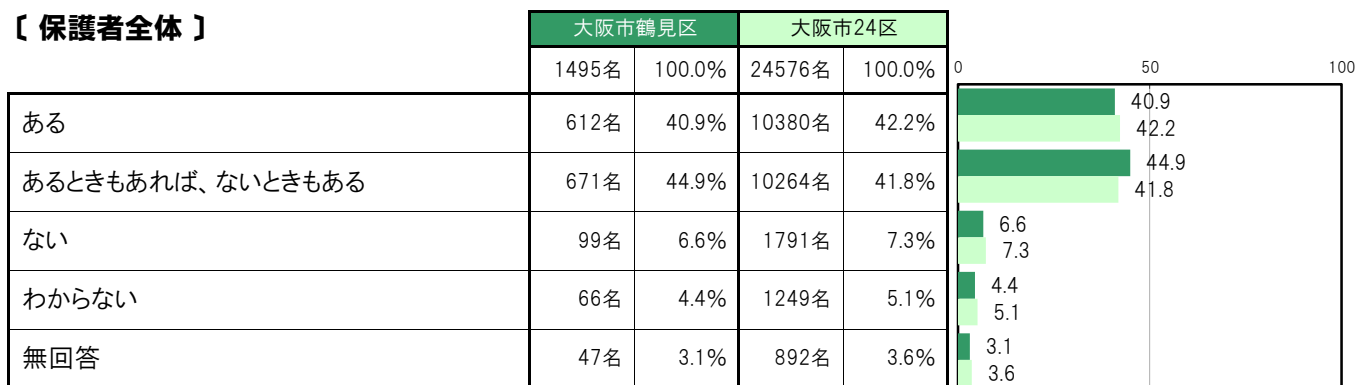 〔 保護者全体 〕
大阪市鶴見区 大阪市24区
1495名 100.0% 24576名 100.0%
0 50 100
ある 612名 40.9% 10380名 42.2%
40.9
42.2
あるときもあれば、ないときもある 671名 44.9% 10264名 41.8%
44.9
41.8
ない 99名 6.6% 1791名 7.3%
6.6
7.3
わからない 66名 4.4% 1249名 5.1%
4.4
5.1
無回答 47名 3.1% 892名 3.6%
3.1
3.6